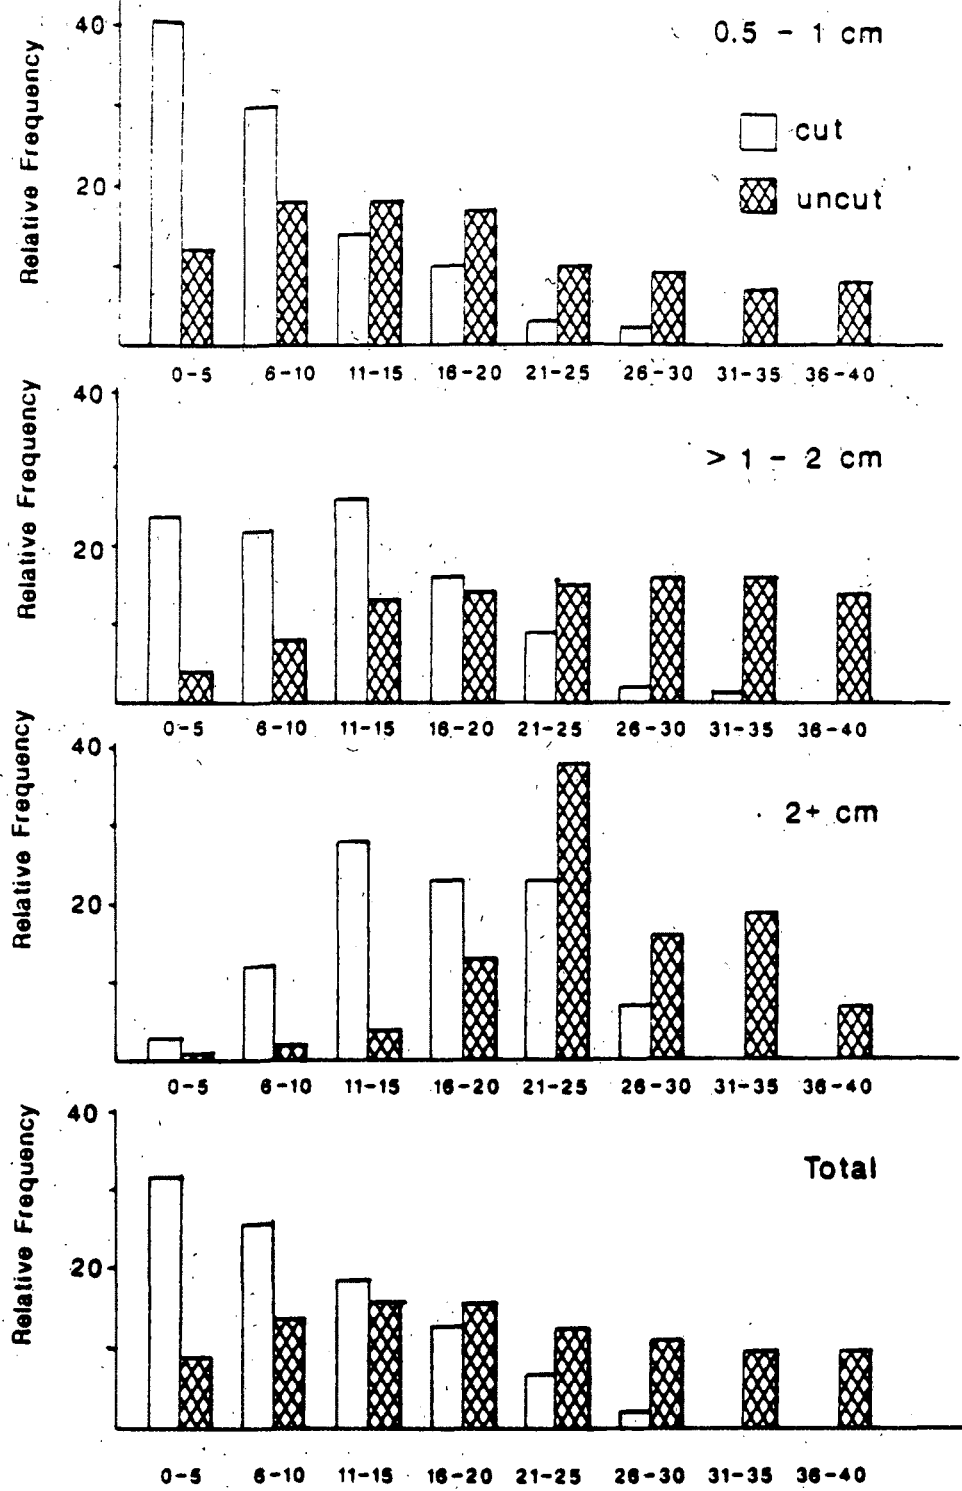 40
0.5 - 1 cm
Relative Frequency
cut
20
uncut
0-5 6-10 11-15 16-20 21-25 26-30 31-35 36-40
40
Relative Frequency
> 1 - 2 cm
20
0-5 6-10 11-15 16-20 21-25 26-30 31-35 36-40
40
Relative Frequency
2+ cm
20
0-5 6-10 11-15 16-20 21-25 26-30 31-35 36-40
40
Relative Frequency
Total
20
0-5 6-10 11-15 16-20 21-25 26-30 31-35 36-40